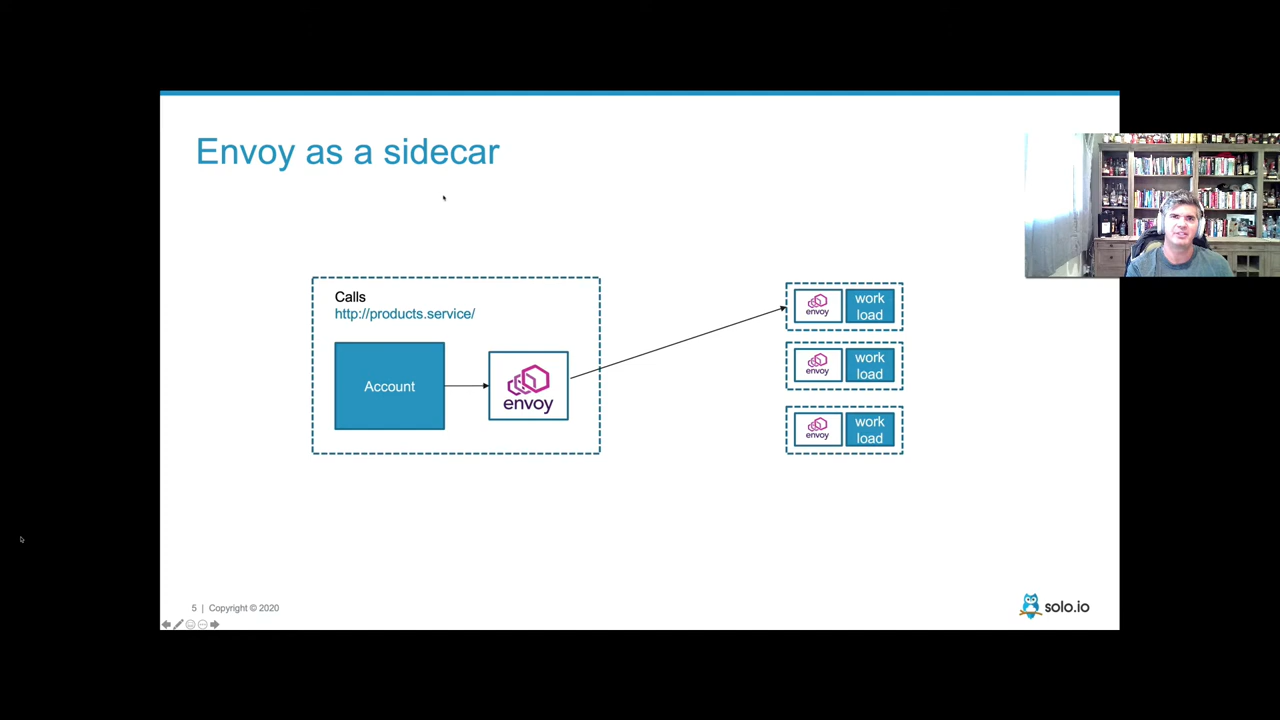 Envoy as a sidecar
Calls
http://products.service/
Account
envoy
envoy
work
load
envoy
work
load
envoy
work
load
5 | Copyright © 2020
solo.io